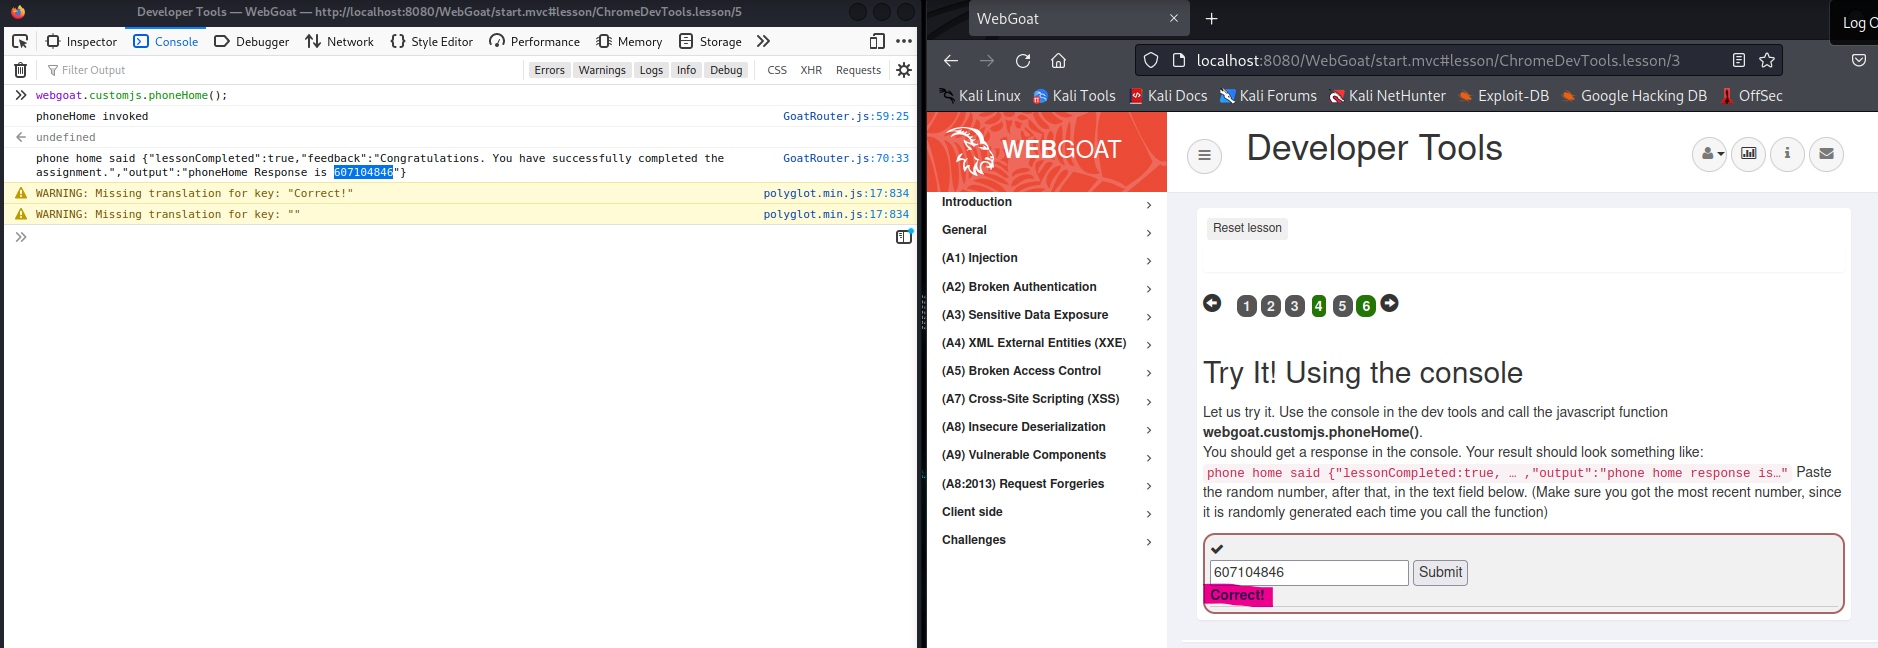 Developer Tools — WebGoat — http://localhost:8080/WebGoat/start.mvc#lesson/ChromeDevTools.lesson/5
Inspector Console Debugger Network Style Editor Performance Memory Storage
Filter Output Errors Warnings Logs Info Debug CSS XHR Requests
webgoat.customjs.phoneHome();
phoneHome invoked GoatRouter.js:59:25
undefined
phone home said {"lessonCompleted":true,"feedback":"Congratulations. You have successfully completed the GoatRouter.js:70:33
assignment.","output":"phoneHome Response is 607104846"}
WARNING: Missing translation for key: "Correct!" polyglot.min.js:17:834
WARNING: Missing translation for key: "" polyglot.min.js:17:834
WebGoat
Log O
localhost:8080/WebGoat/start.mvc#lesson/ChromeDevTools.lesson/3
Kali Linux Kali Tools Kali Docs Kali Forums Kali NetHunter Exploit-DB Google Hacking DB OffSec
WEBGOAT
Introduction
General
(A1) Injection
(A2) Broken Authentication
(A3) Sensitive Data Exposure
(A4) XML External Entities (XXE)
(A5) Broken Access Control
(A7) Cross-Site Scripting (XSS)
(A8) Insecure Deserialization
(A9) Vulnerable Components
(A8:2013) Request Forgeries
Client side
Challenges
Developer Tools
Reset lesson
1 2 3 4 5 6
Try It! Using the console
Let us try it. Use the console in the dev tools and call the javascript function
webgoat.customjs.phoneHome().
You should get a response in the console. Your result should look something like:
phone home said {"lessonCompleted:true, … ,"output":"phone home response is…" Paste
the random number, after that, in the text field below. (Make sure you got the most recent number, since
it is randomly generated each time you call the function)
607104846 Submit
Correct!